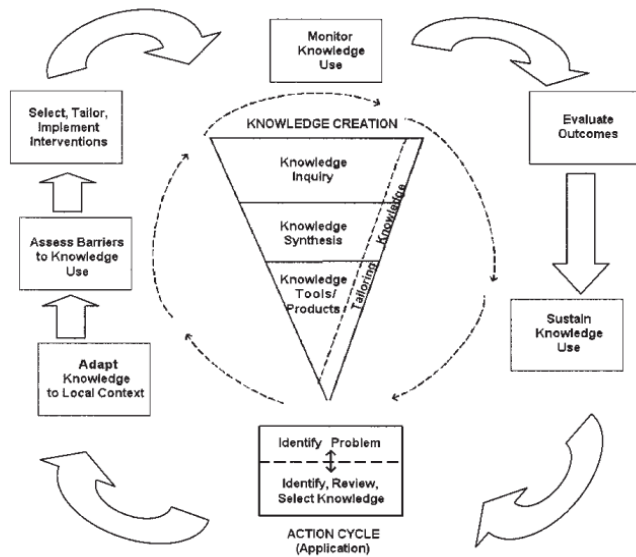 Monitor
Knowledge
Use
Select, Tailor,
Implement
Interventions
Evaluate
Outcomes
KNOWLEDGE CREATION
Knowledge
Inquiry
Knowledge
Synthesis
Knowledge
Tools/
Products
Tailoring Knowledge
Assess Barriers
to Knowledge
Use
Sustain
Knowledge
Use
Adapt
Knowledge
to Local Context
Identify Problem
Identify, Review,
Select Knowledge
ACTION CYCLE
(Application)